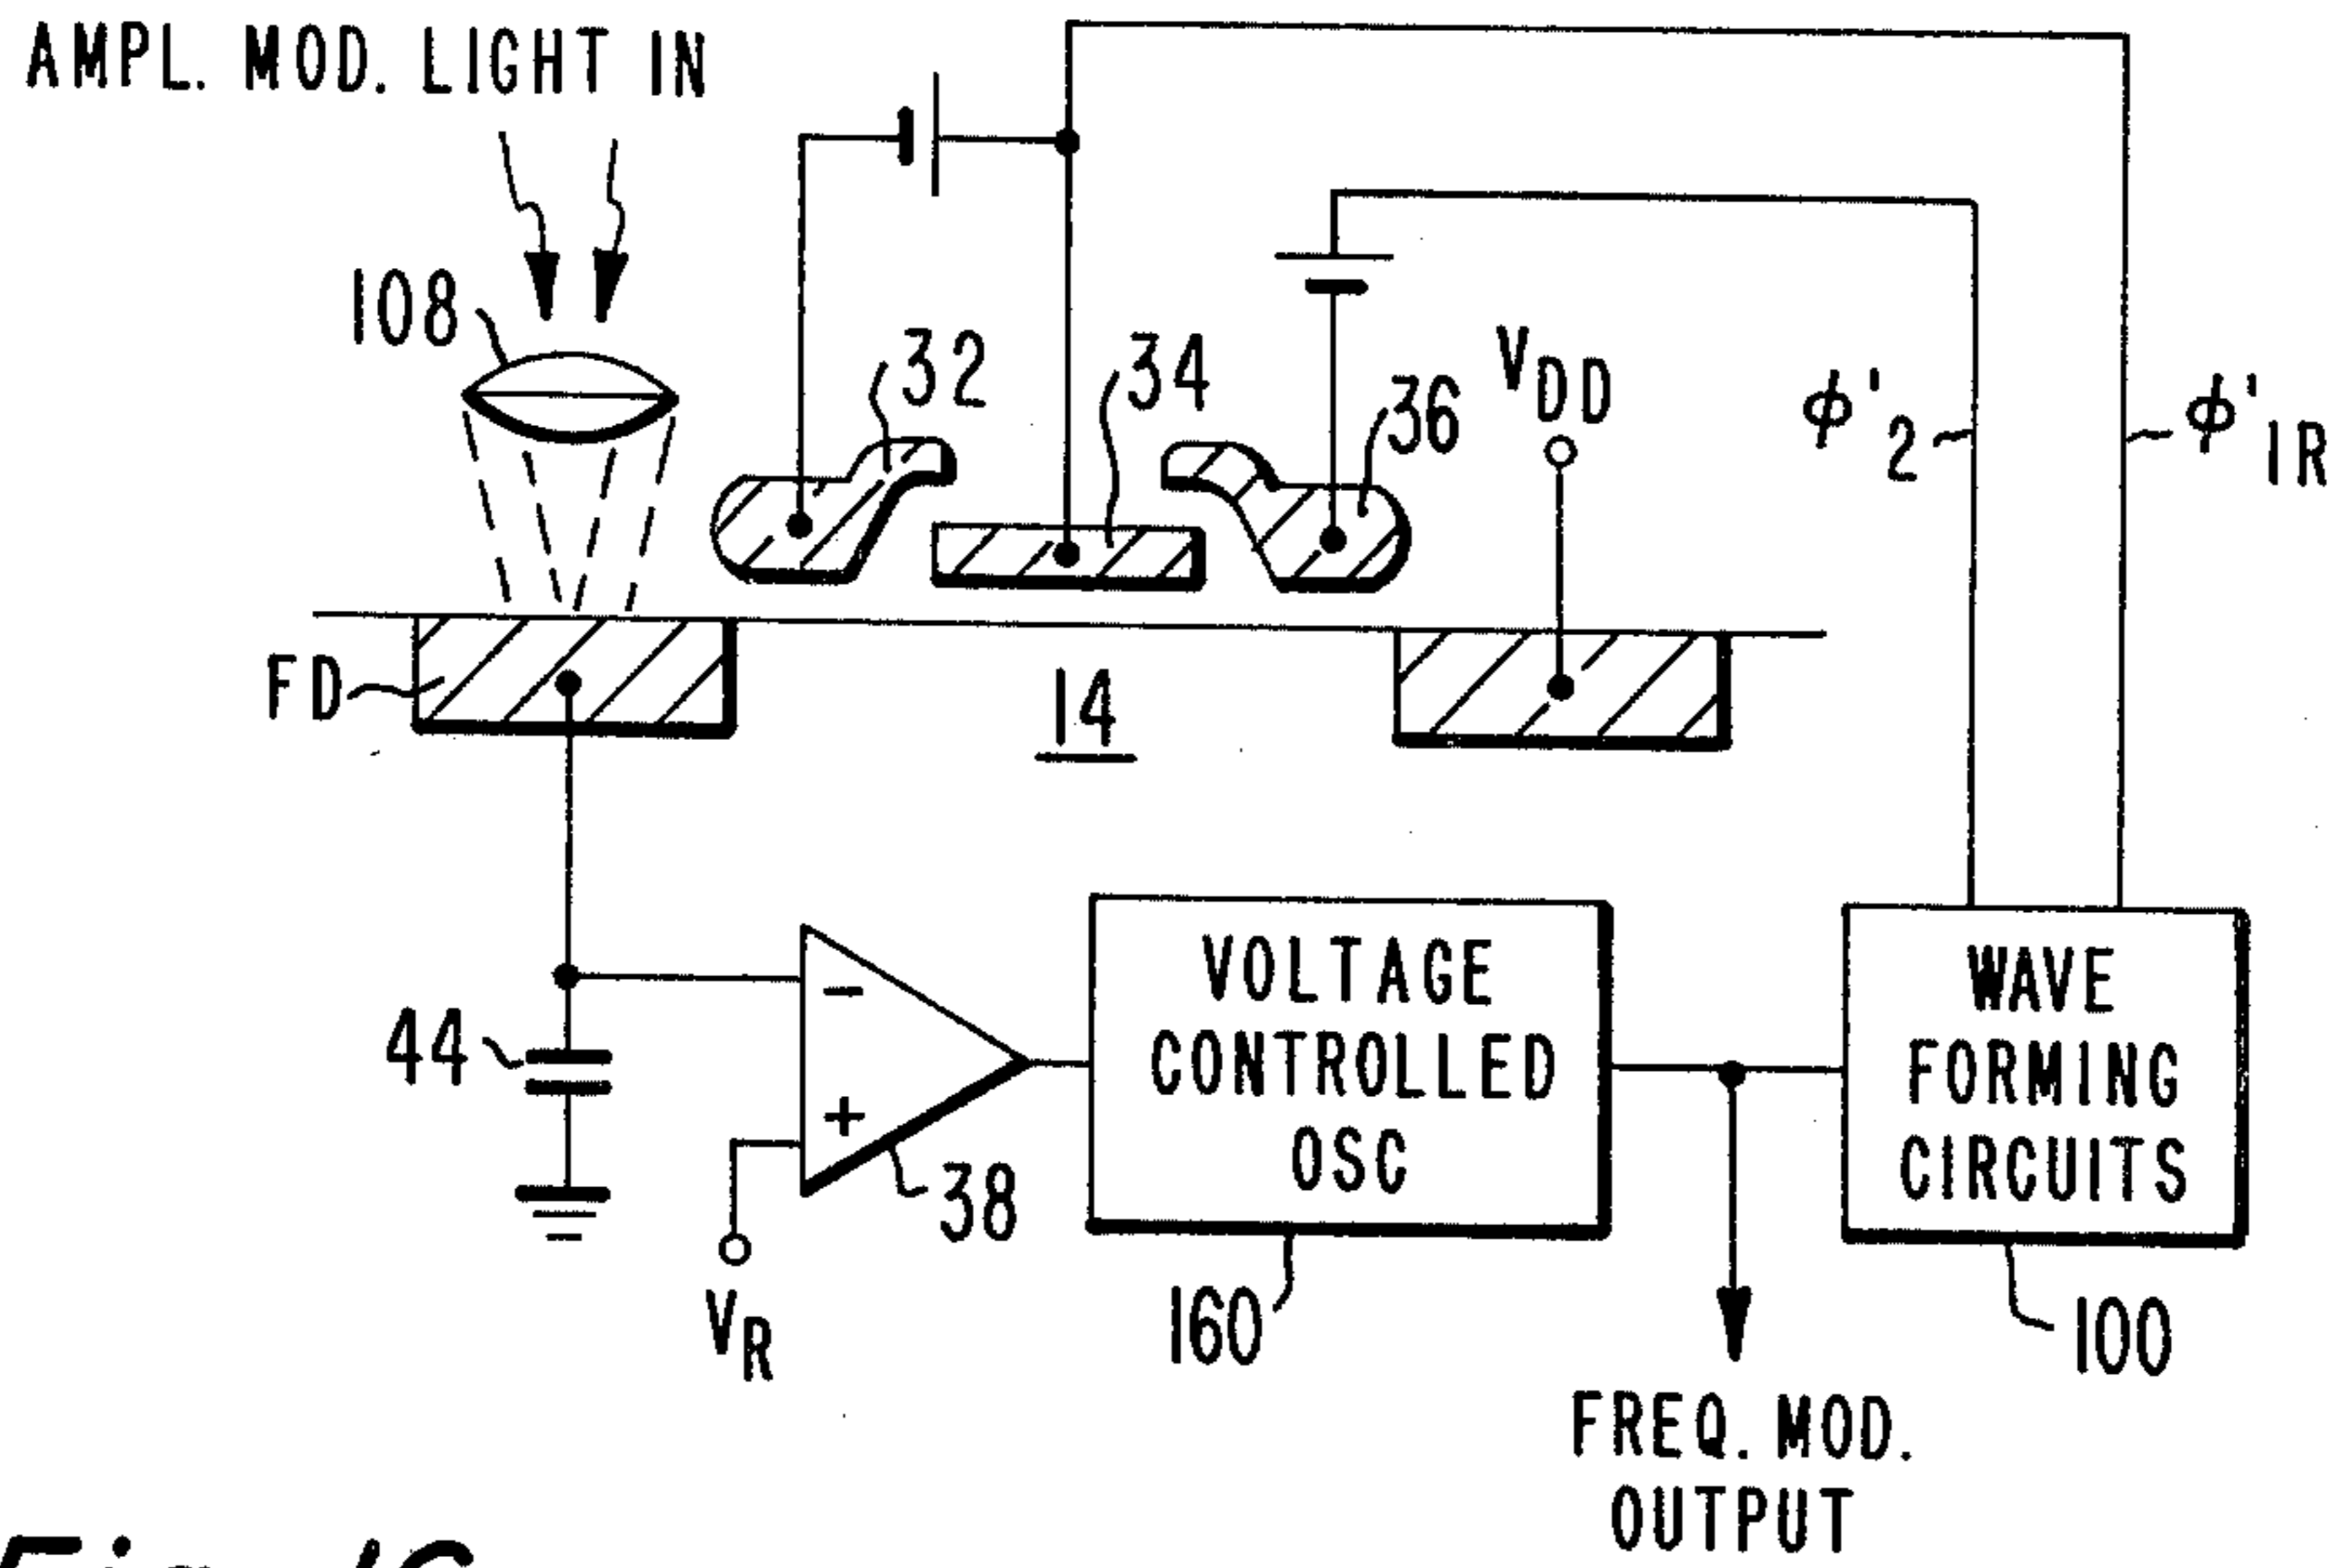 AMPL. MOD. LIGHT IN
108
32
34
36
VDD
ϕ'2
ϕ'1R
FD
14
44
−
+
38
VR
VOLTAGE
CONTROLLED
OSC
160
WAVE
FORMING
CIRCUITS
100
FREQ. MOD.
OUTPUT